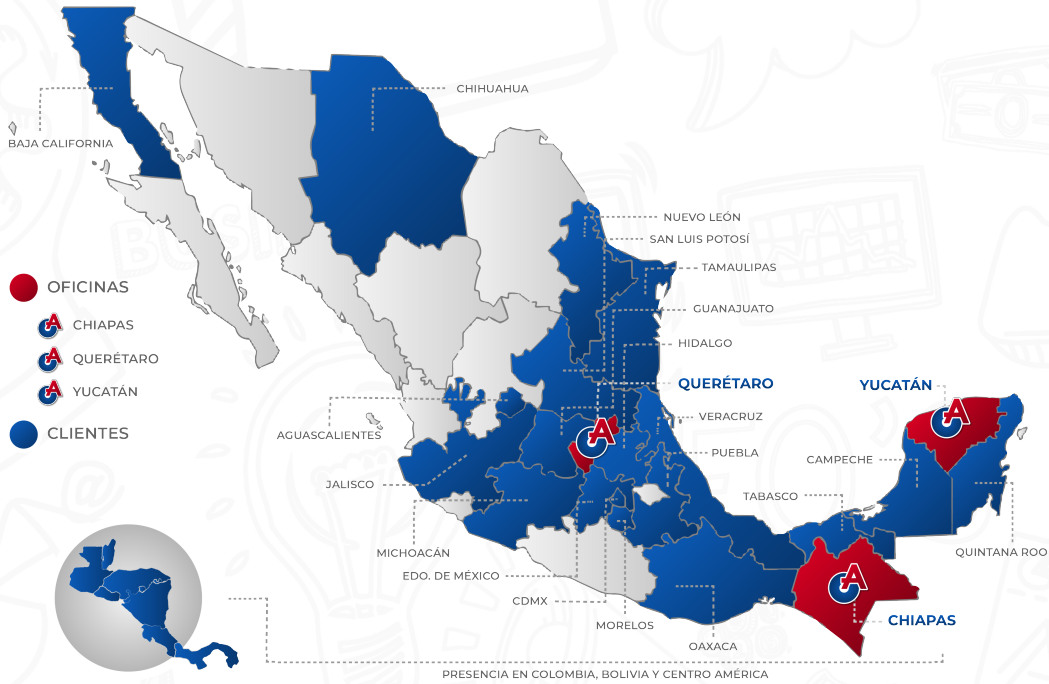 CHIHUAHUA
BAJA CALIFORNIA
NUEVO LEÓN
SAN LUIS POTOSÍ
TAMAULIPAS
OFICINAS
GUANAJUATO
CHIAPAS
HIDALGO
QUERÉTARO
QUERÉTARO
YUCATÁN
YUCATÁN
VERACRUZ
CLIENTES
AGUASCALIENTES
PUEBLA
CAMPECHE
JALISCO
TABASCO
MICHOACÁN
QUINTANA ROO
EDO. DE MÉXICO
CDMX
CHIAPAS
MORELOS
OAXACA
PRESENCIA EN COLOMBIA, BOLIVIA Y CENTRO AMÉRICA